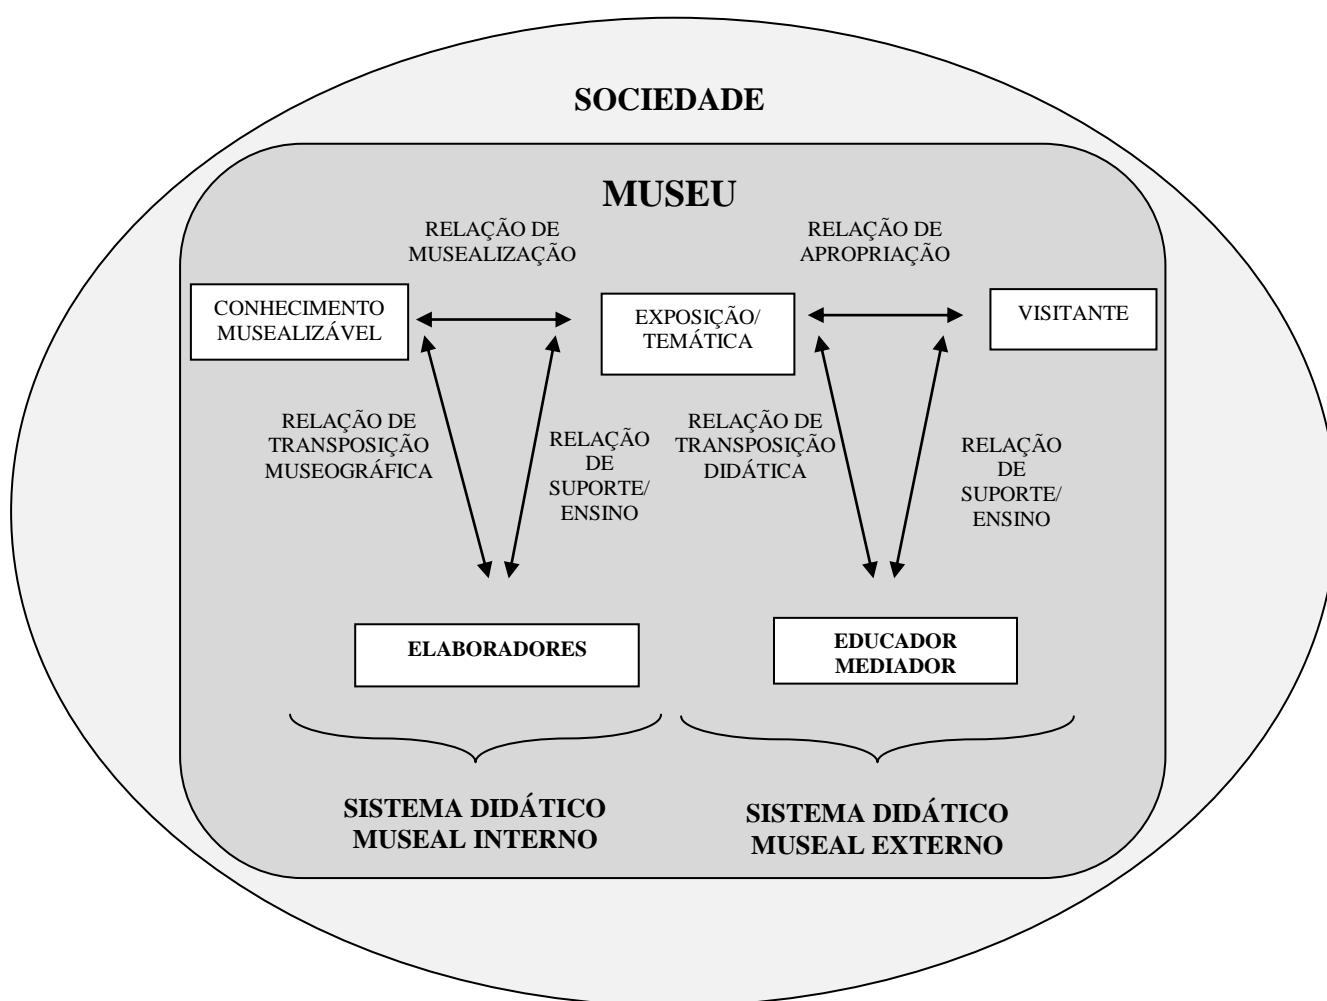 SOCIEDADE
MUSEU
RELAÇÃO DE
MUSEALIZAÇÃO
RELAÇÃO DE
APROPRIAÇÃO
CONHECIMENTO
MUSEALIZÁVEL
EXPOSIÇÃO/
TEMÁTICA
VISITANTE
RELAÇÃO DE
TRANSPOSIÇÃO
MUSEOGRÁFICA
RELAÇÃO
DE
SUPORTE/
ENSINO
RELAÇÃO DE
TRANSPOSIÇÃO
DIDÁTICA
RELAÇÃO
DE
SUPORTE/
ENSINO
ELABORADORES
EDUCADOR
MEDIADOR
SISTEMA DIDÁTICO
MUSEAL INTERNO
SISTEMA DIDÁTICO
MUSEAL EXTERNO